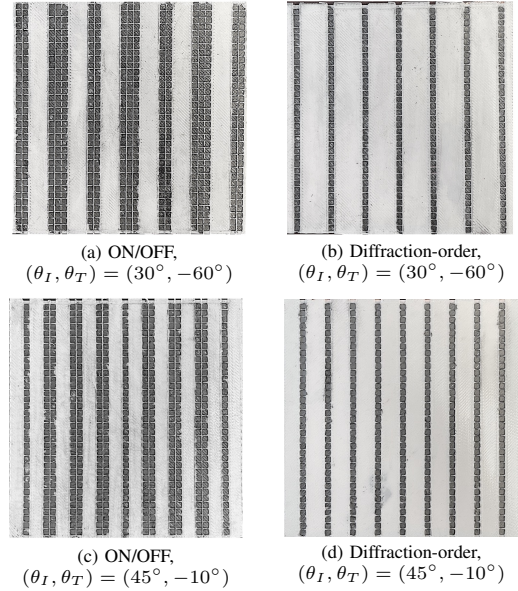 (a) ON/OFF,
(θ_I, θ_T) = (30°, −60°)
(b) Diffraction-order,
(θ_I, θ_T) = (30°, −60°)
(c) ON/OFF,
(θ_I, θ_T) = (45°, −10°)
(d) Diffraction-order,
(θ_I, θ_T) = (45°, −10°)